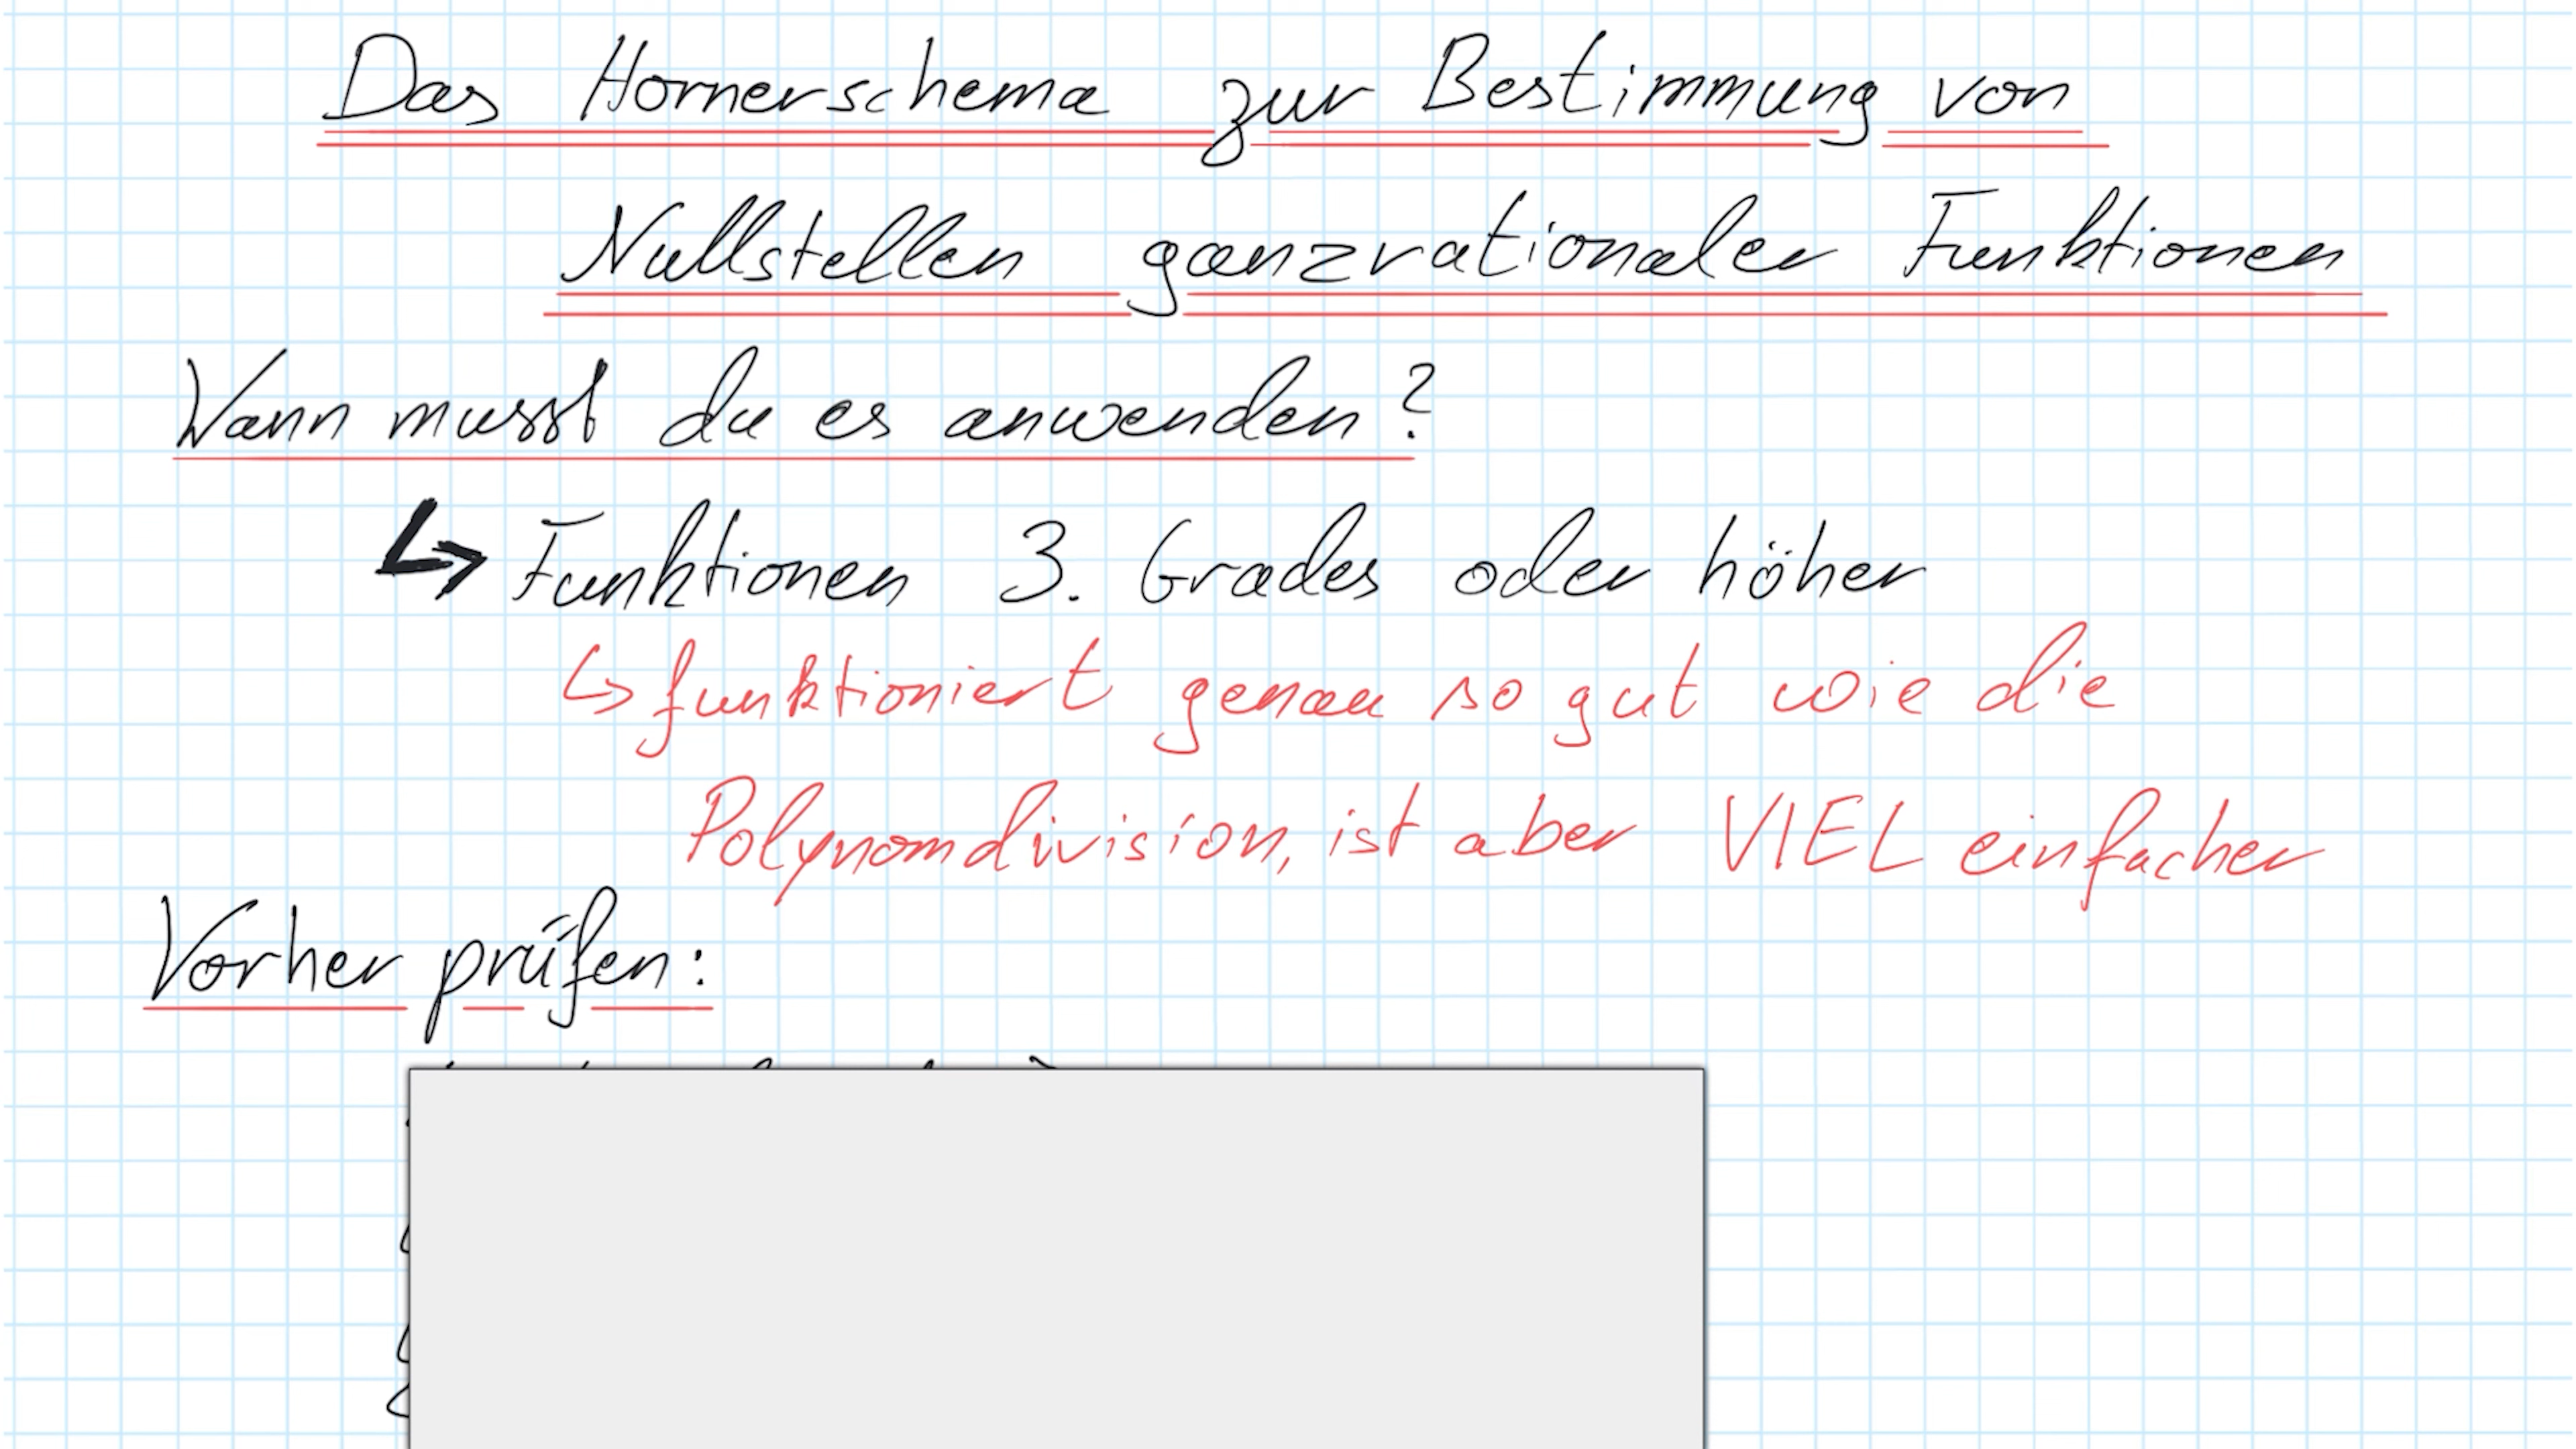 Das Hornerschema zur Bestimmung von
Nullstellen ganzrationaler Funktionen
Wann musst du es anwenden?
↳ Funktionen 3. Grades oder höher
↳ funktioniert genau so gut wie die
Polynomdivision, ist aber VIEL einfacher
Vorher prüfen: